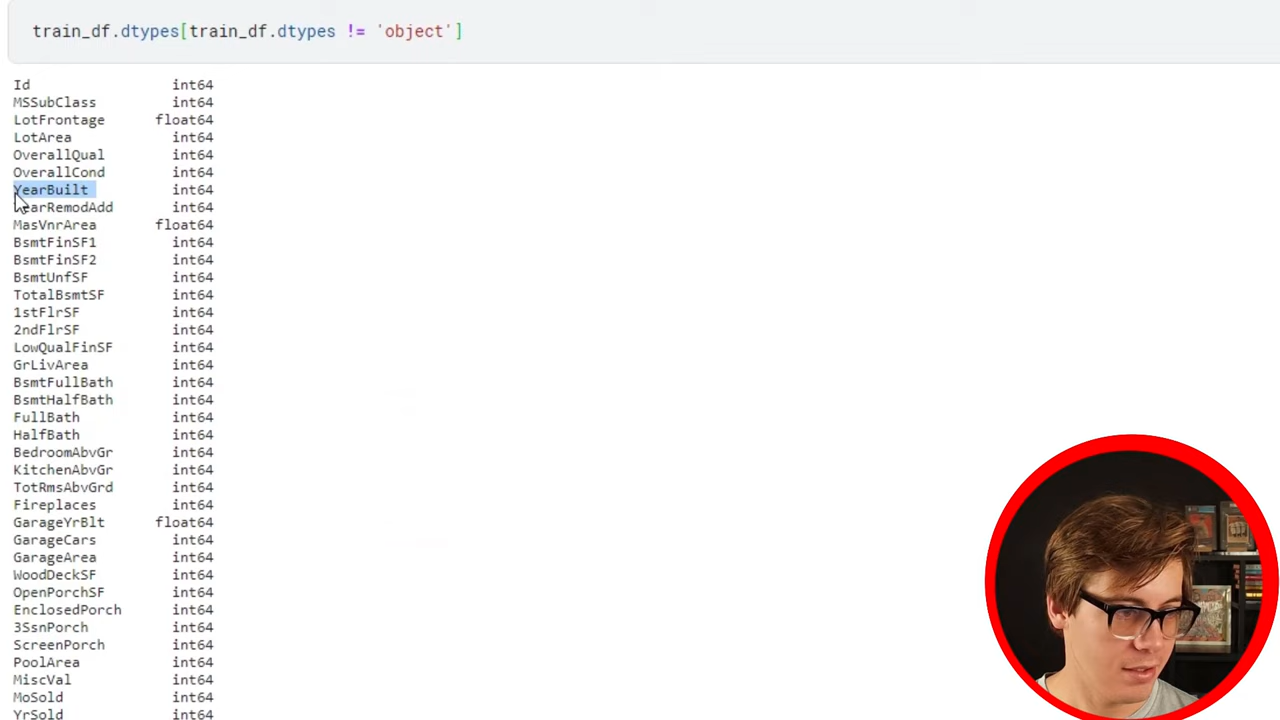 train_df.dtypes[train_df.dtypes != 'object']
Id int64
MSSubClass int64
LotFrontage float64
LotArea int64
OverallQual int64
OverallCond int64
YearBuilt int64
YearRemodAdd int64
MasVnrArea float64
BsmtFinSF1 int64
BsmtFinSF2 int64
BsmtUnfSF int64
TotalBsmtSF int64
1stFlrSF int64
2ndFlrSF int64
LowQualFinSF int64
GrLivArea int64
BsmtFullBath int64
BsmtHalfBath int64
FullBath int64
HalfBath int64
BedroomAbvGr int64
KitchenAbvGr int64
TotRmsAbvGrd int64
Fireplaces int64
GarageYrBlt float64
GarageCars int64
GarageArea int64
WoodDeckSF int64
OpenPorchSF int64
EnclosedPorch int64
3SsnPorch int64
ScreenPorch int64
PoolArea int64
MiscVal int64
MoSold int64
YrSold int64